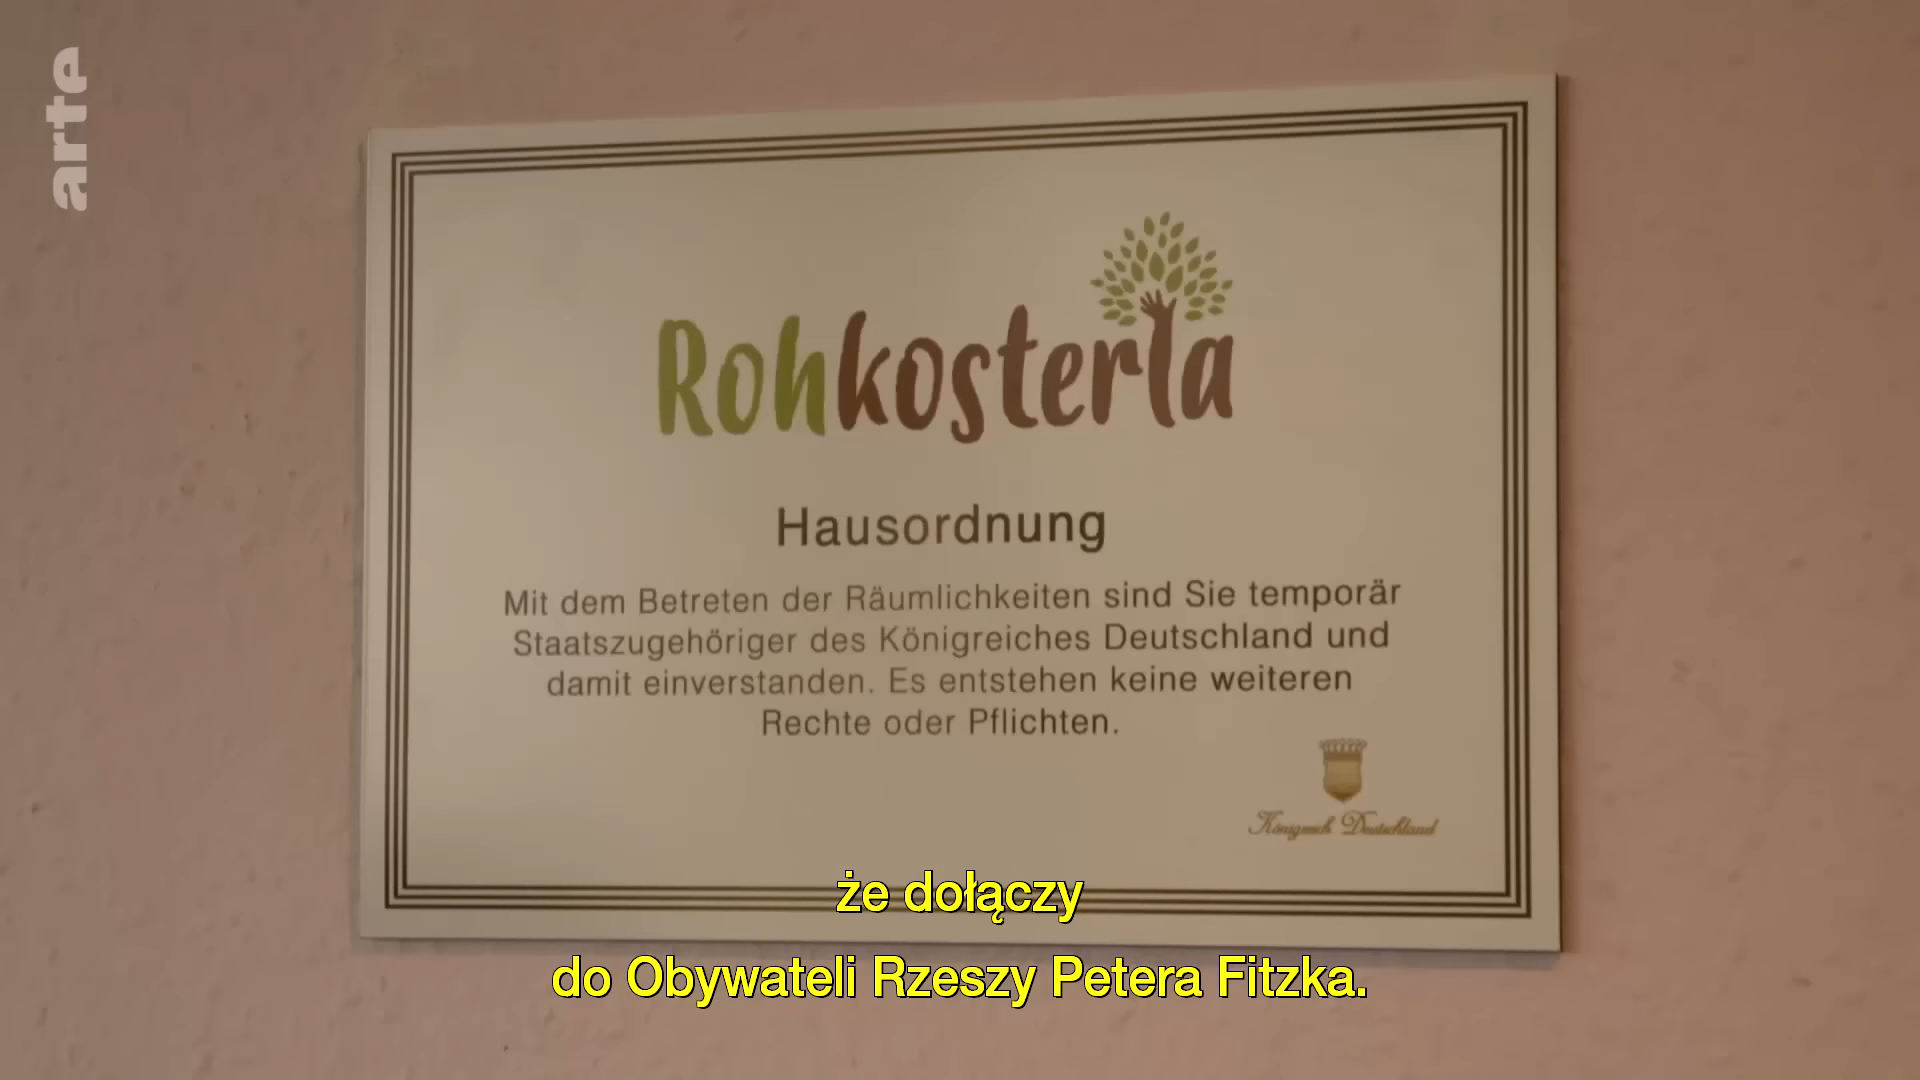 arte
Rohkosterla
Hausordnung
Mit dem Betreten der Räumlichkeiten sind Sie temporär
Staatszugehöriger des Königreiches Deutschland und
damit einverstanden. Es entstehen keine weiteren
Rechte oder Pflichten.
Königreich Deutschland
że dołączy
do Obywateli Rzeszy Petera Fitzka.